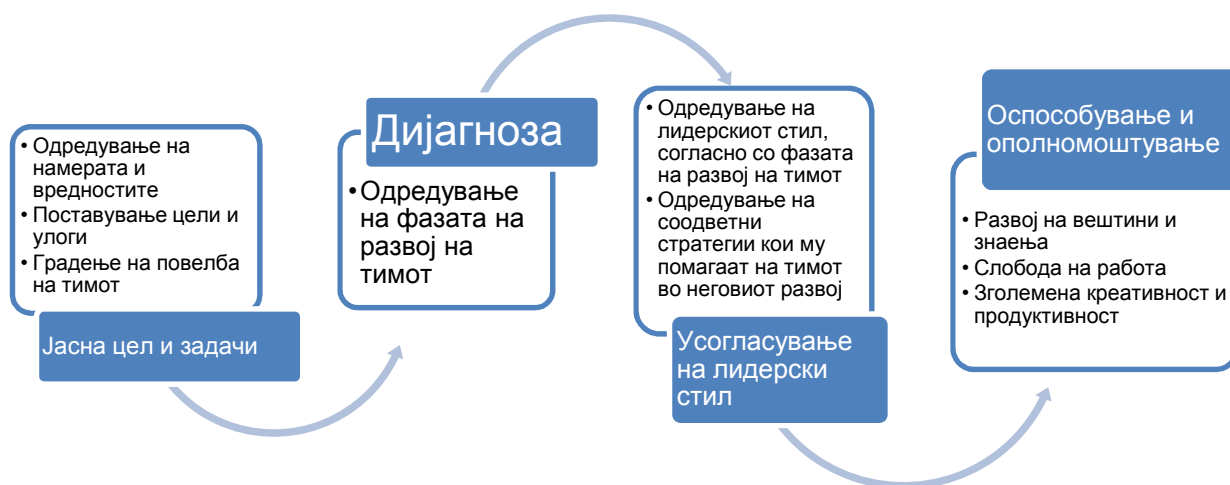 • Одредување на
намерата и
вредностите
• Поставување цели и
улоги
• Градење на повелба
на тимот
Јасна цел и задачи
Дијагноза
• Одредување
на фазата на
развој на
тимот
• Одредување на
лидерскиот стил,
согласно со фазата
на развој на тимот
• Одредување на
соодветни
стратегии кои му
помагаат на тимот
во неговиот развој
Усогласување
на лидерски
стил
Оспособување и
ополномоштување
• Развој на вештини и
знаења
• Слобода на работа
• Зголемена креативност и
продуктивност